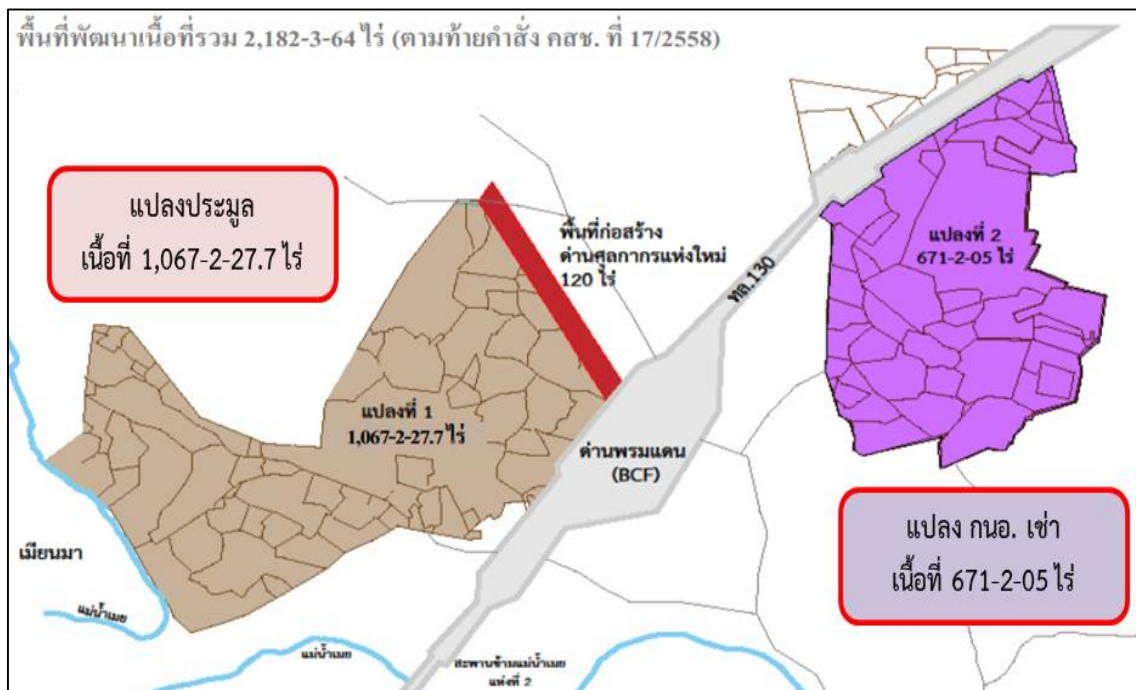 พื้นที่พัฒนาเนื้อที่รวม 2,182-3-64 ไร่ (ตามท้ายคำสั่ง คสช. ที่ 17/2558)
แปลงประมูล
เนื้อที่ 1,067-2-27.7 ไร่
พื้นที่ก่อสร้าง
ด่านศุลกากรแห่งใหม่
120 ไร่
ทล.130
แปลงที่ 2
671-2-05 ไร่
แปลงที่ 1
1,067-2-27.7 ไร่
ด่านพรมแดน
(BCF)
แปลง กนอ. เช่า
เนื้อที่ 671-2-05 ไร่
เมียนมา
แม่น้ำเมย
แม่น้ำเมย
สะพานข้ามแม่น้ำเมย
แห่งที่ 2